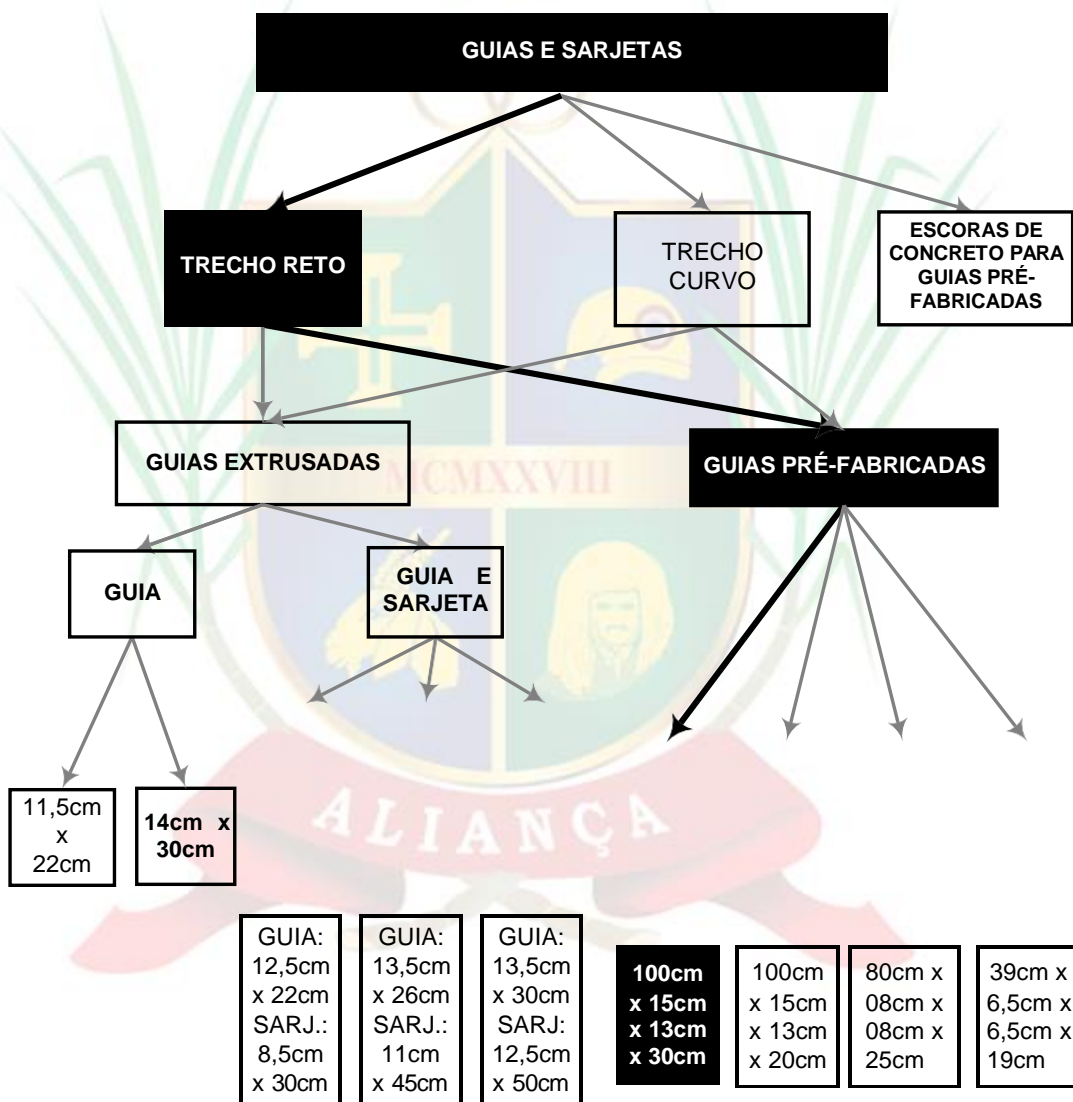 GUIAS E SARJETAS
TRECHO RETO
TRECHO
CURVO
ESCORAS DE
CONCRETO PARA
GUIAS PRÉ-
FABRICADAS
GUIAS EXTRUSADAS
GUIAS PRÉ-FABRICADAS
MCMXXVIII
GUIA
GUIA E
SARJETA
11,5cm
x
22cm
14cm x
30cm
ALIANÇA
GUIA:
12,5cm
x 22cm
SARJ.:
8,5cm
x 30cm
GUIA:
13,5cm
x 26cm
SARJ.:
11cm
x 45cm
GUIA:
13,5cm
x 30cm
SARJ:
12,5cm
x 50cm
100cm
x 15cm
x 13cm
x 30cm
100cm
x 15cm
x 13cm
x 20cm
80cm x
08cm x
08cm x
25cm
39cm x
6,5cm x
6,5cm x
19cm